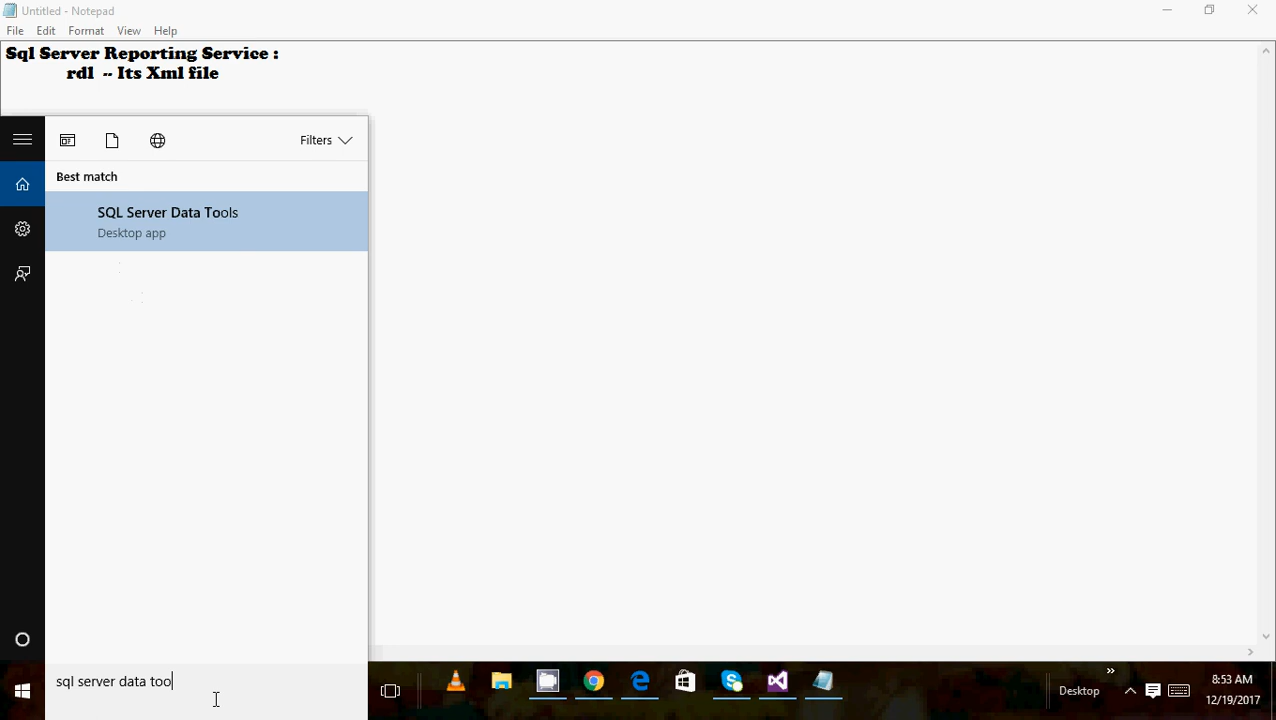 Untitled - Notepad
File Edit Format View Help
Sql Server Reporting Service :
rdl -- Its Xml file
Filters
Best match
SQL Server Data Tools
Desktop app
sql server data too
Desktop
8:53 AM
12/19/2017